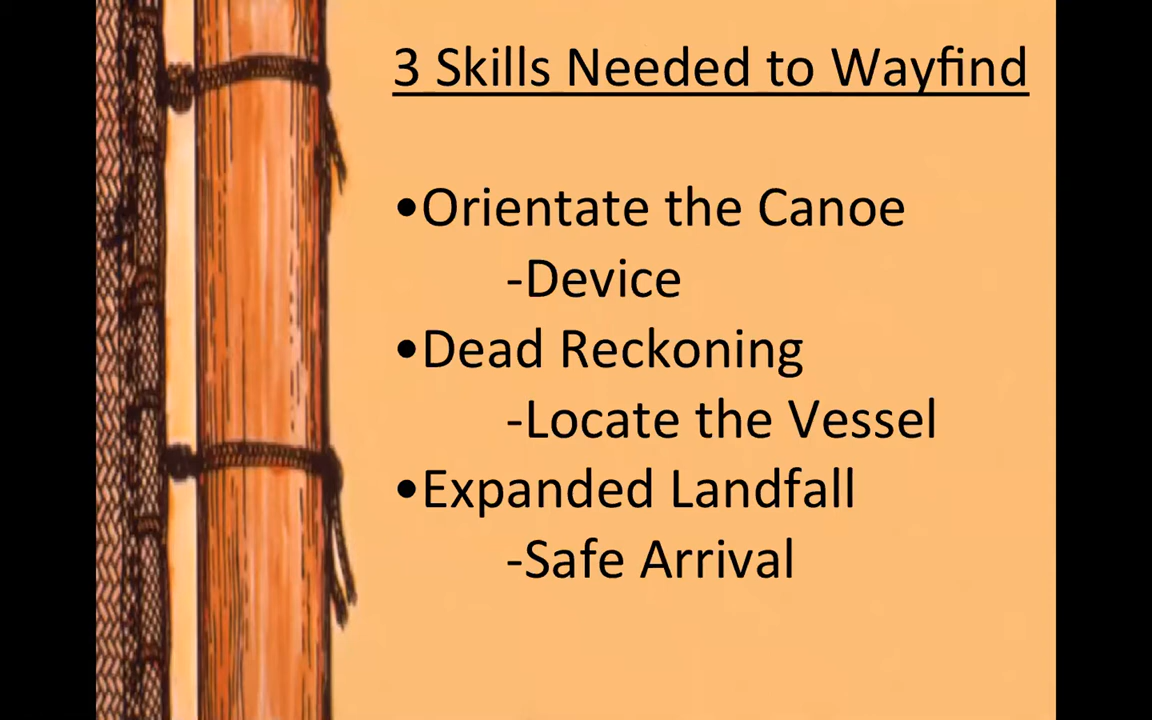 3 Skills Needed to Wayfind
•Orientate the Canoe
-Device
•Dead Reckoning
-Locate the Vessel
•Expanded Landfall
-Safe Arrival